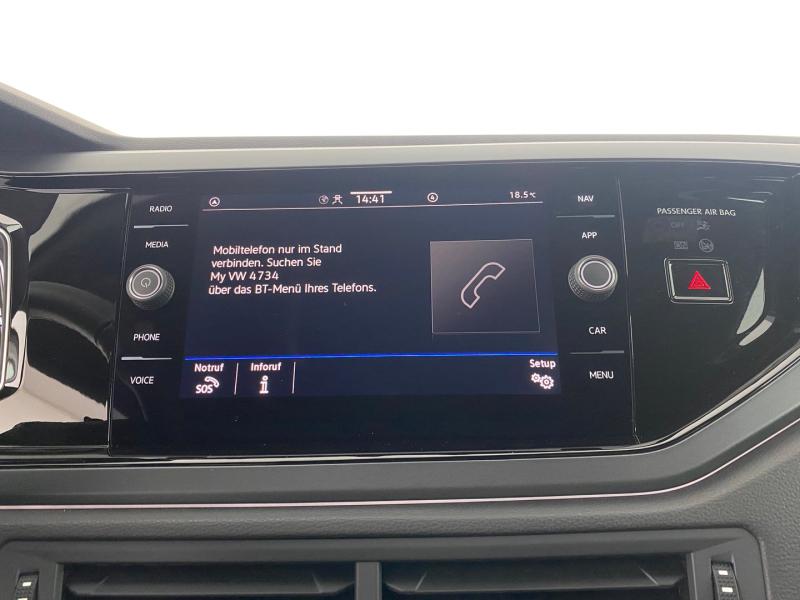 14:41
18.5°C
RADIO
MEDIA
PHONE
VOICE
Mobiltelefon nur im Stand
verbinden. Suchen Sie
My VW 4734
über das BT-Menü Ihres Telefons.
Notruf
SOS
Inforuf
Setup
NAV
APP
CAR
MENU
PASSENGER AIR BAG
OFF